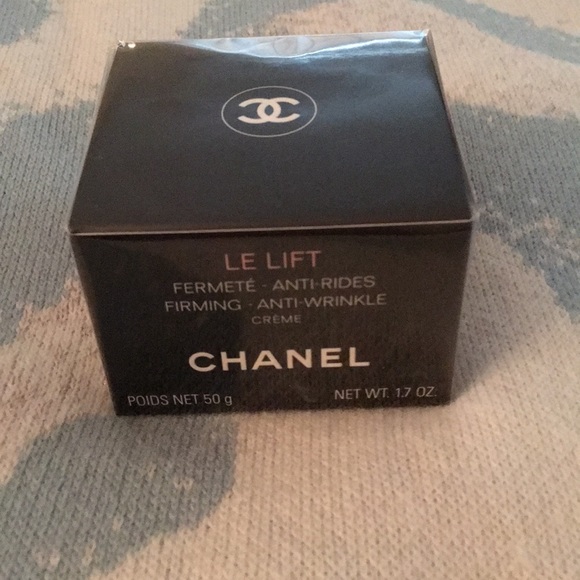 LE LIFT
FERMETÉ · ANTI-RIDES
FIRMING · ANTI-WRINKLE
CRÈME
CHANEL
POIDS NET 50 g NET WT. 1.7 OZ.